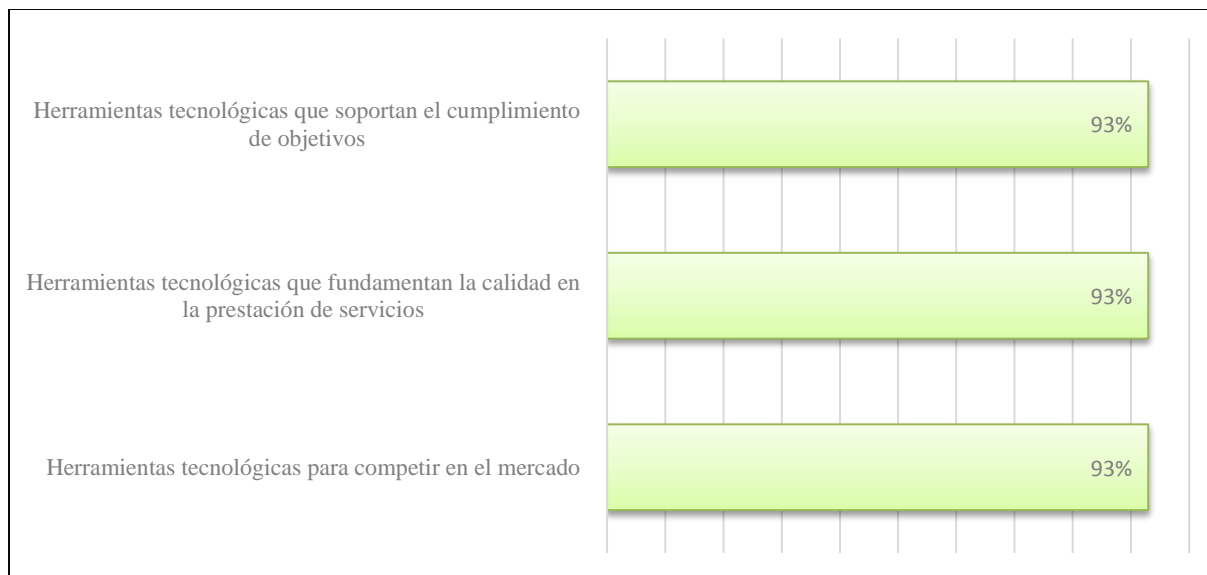 Herramientas tecnológicas que soportan el cumplimiento
de objetivos
93%
Herramientas tecnológicas que fundamentan la calidad en
la prestación de servicios
93%
Herramientas tecnológicas para competir en el mercado
93%